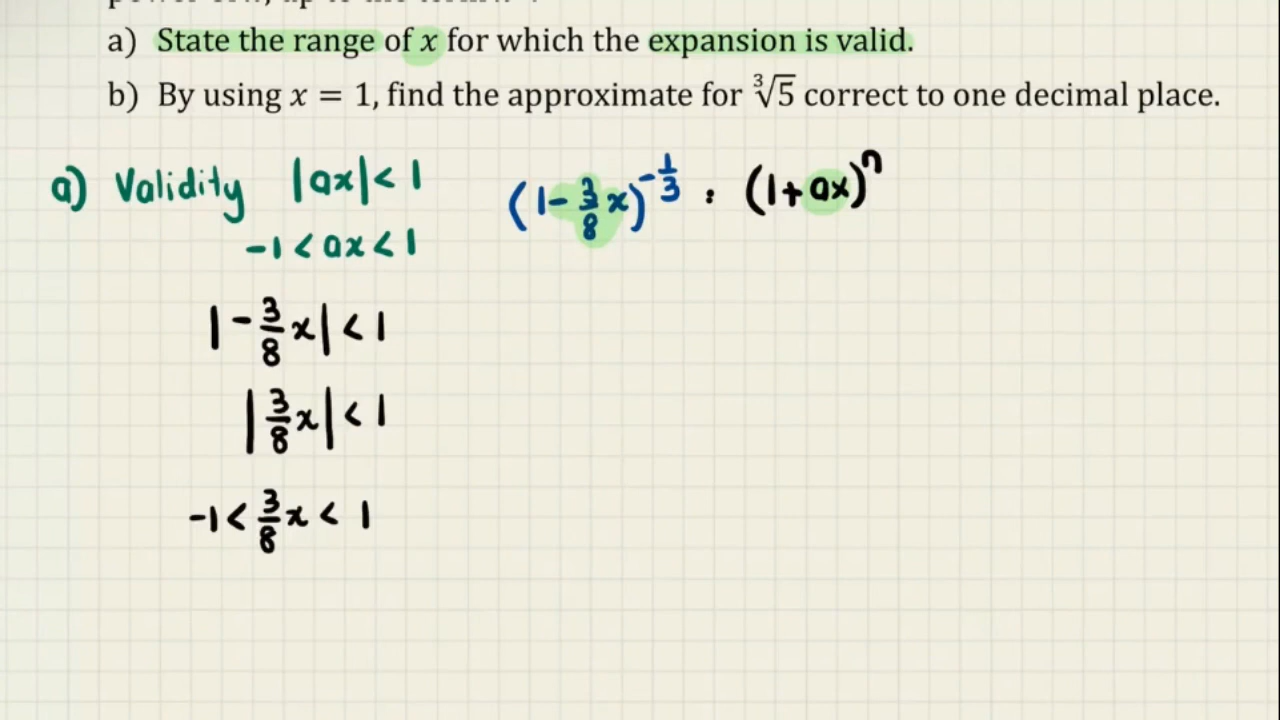 a) State the range of x for which the expansion is valid.
b) By using x = 1, find the approximate for ∛5 correct to one decimal place.
a) Validity |ax| < 1
(1 - 3/8 x)^(-1/3) : (1 + ax)^n
-1 < ax < 1
|- 3/8 x| < 1
|3/8 x| < 1
-1 < 3/8 x < 1